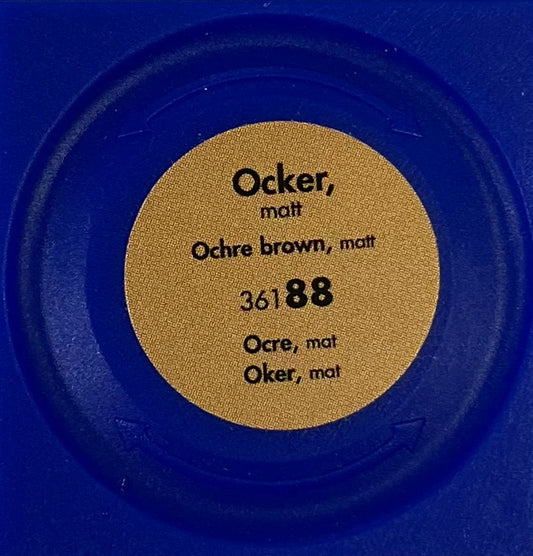 Ocker,
matt
Ochre brown, matt
36188
Ocre, mat
Oker, mat